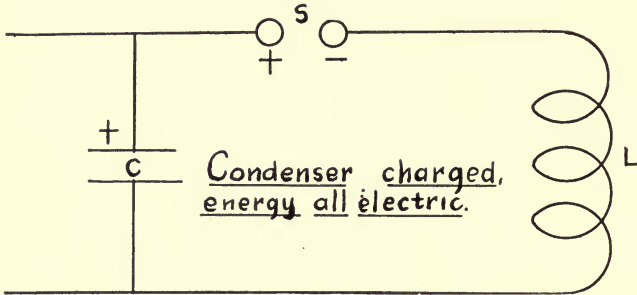 S
+ −
+
C
L
Condenser charged,
energy all electric.